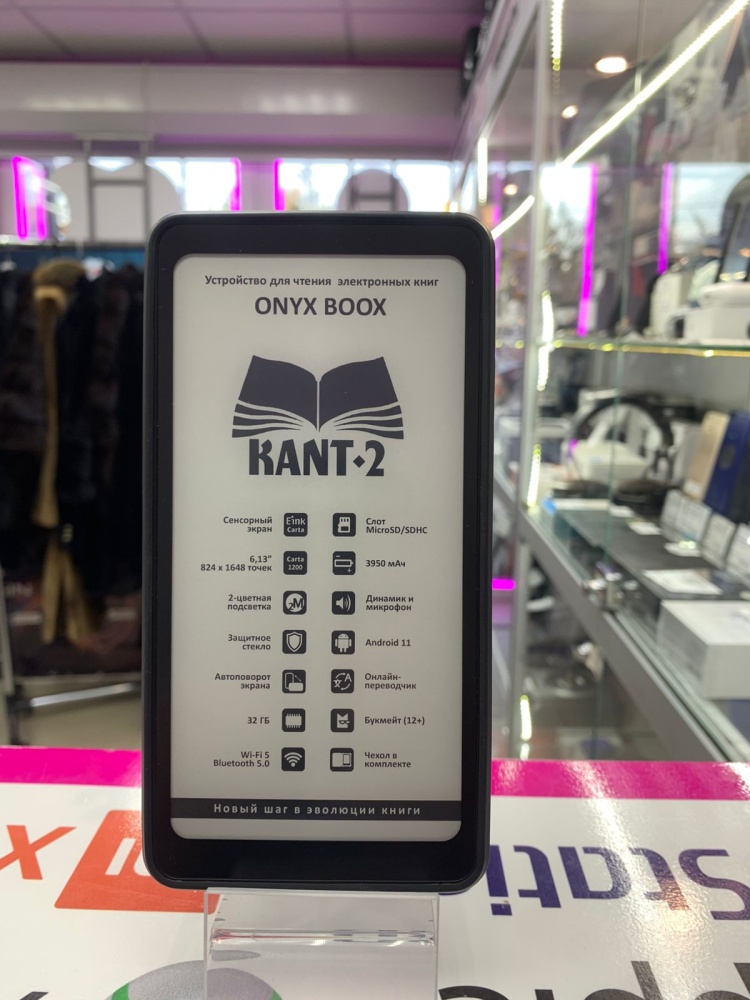 Устройство для чтения электронных книг
ONYX BOOX
КАНТ·2
Сенсорный
экран
E ink
Carta
Слот
MicroSD/SDHC
6,13"
824 x 1648 точек
Carta
1200
3950 мАч
2-цветная
подсветка
Динамик и
микрофон
Защитное
стекло
Android 11
Автоповорот
экрана
Онлайн-
переводчик
32 ГБ
Букмейт (12+)
Wi-Fi 5
Bluetooth 5.0
Чехол в
комплекте
Новый шаг в эволюции книги
Stati